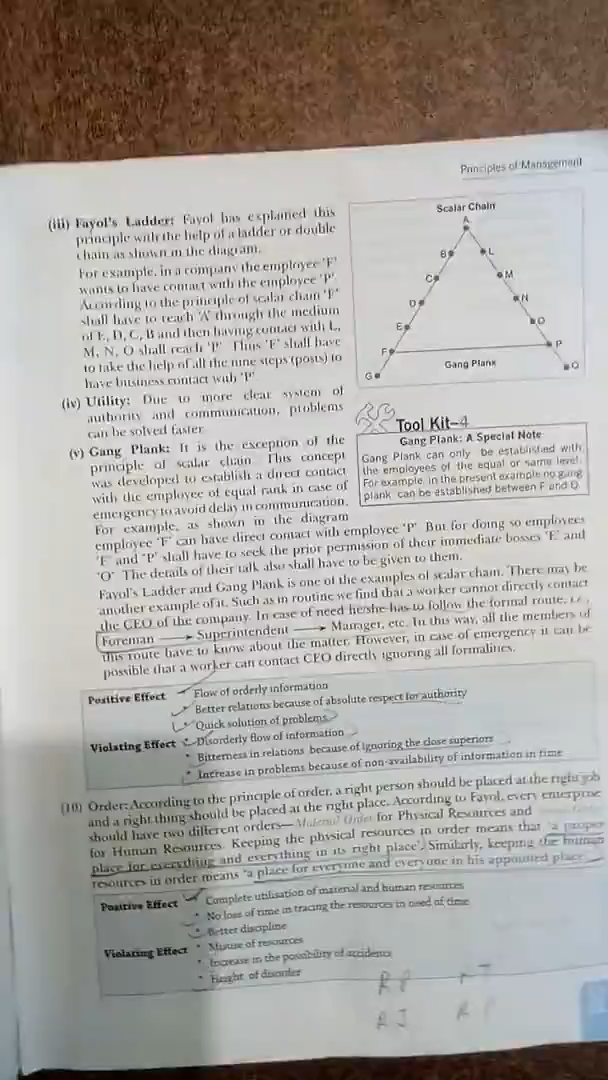 Principles of Management
(iii) Fayol's Ladder: Fayol has explained this
principle with the help of a ladder or double
chain as shown in the diagram.
For example, in a company the employee 'F'
wants to have contact with the employee 'P'.
According to the principle of scalar chain 'F'
shall have to reach 'A' through the medium
of E, D, C, B and then having contact with L,
M, N, O shall reach 'P'. Thus 'F' shall have
to take the help of all the nine steps (posts) to
have business contact with 'P'.
(iv) Utility: Due to more clear system of
authority and communication, problems
can be solved faster.
(v) Gang Plank: It is the exception of the
principle of scalar chain. This concept
was developed to establish a direct contact
with the employee of equal rank in case of
emergency to avoid delay in communication.
For example, as shown in the diagram
Scalar Chain
A
B
L
C
M
D
N
E
O
F
P
Gang Plank
G
Q
Tool Kit–4
Gang Plank: A Special Note
Gang Plank can only be established with
the employees of the equal or same level.
For example, in the present example no gang
plank can be established between F and Q.
employee 'F' can have direct contact with employee 'P'. But for doing so employees
'F' and 'P' shall have to seek the prior permission of their immediate bosses 'E' and
'O'. The details of their talk also shall have to be given to them.
Fayol's Ladder and Gang Plank is one of the examples of scalar chain. There may be
another example of it. Such as in routine we find that a worker cannot directly contact
the CEO of the company. In case of need he/she has to follow the formal route, i.e.,
Foreman → Superintendent → Manager, etc. In this way, all the members of
this route have to know about the matter. However, in case of emergency it can be
possible that a worker can contact CEO directly ignoring all formalities.
Positive Effect • Flow of orderly information
• Better relations because of absolute respect for authority
• Quick solution of problems
Violating Effect • Disorderly flow of information
• Bitterness in relations because of ignoring the close superiors
• Increase in problems because of non-availability of information in time
(10) Order: According to the principle of order, a right person should be placed at the right job
and a right thing should be placed at the right place. According to Fayol, every enterprise
should have two different orders—Material Order for Physical Resources and
for Human Resources. Keeping the physical resources in order means that 'a proper
place for everything and everything in its right place'. Similarly, keeping the human
resources in order means 'a place for everyone and everyone in his appointed place'.
Positive Effect • Complete utilisation of material and human resources
• No loss of time in tracing the resources in need of time
• Better discipline
Violating Effect • Misuse of resources
• Increase in the possibility of accidents
• Height of disorder
RP
RJ